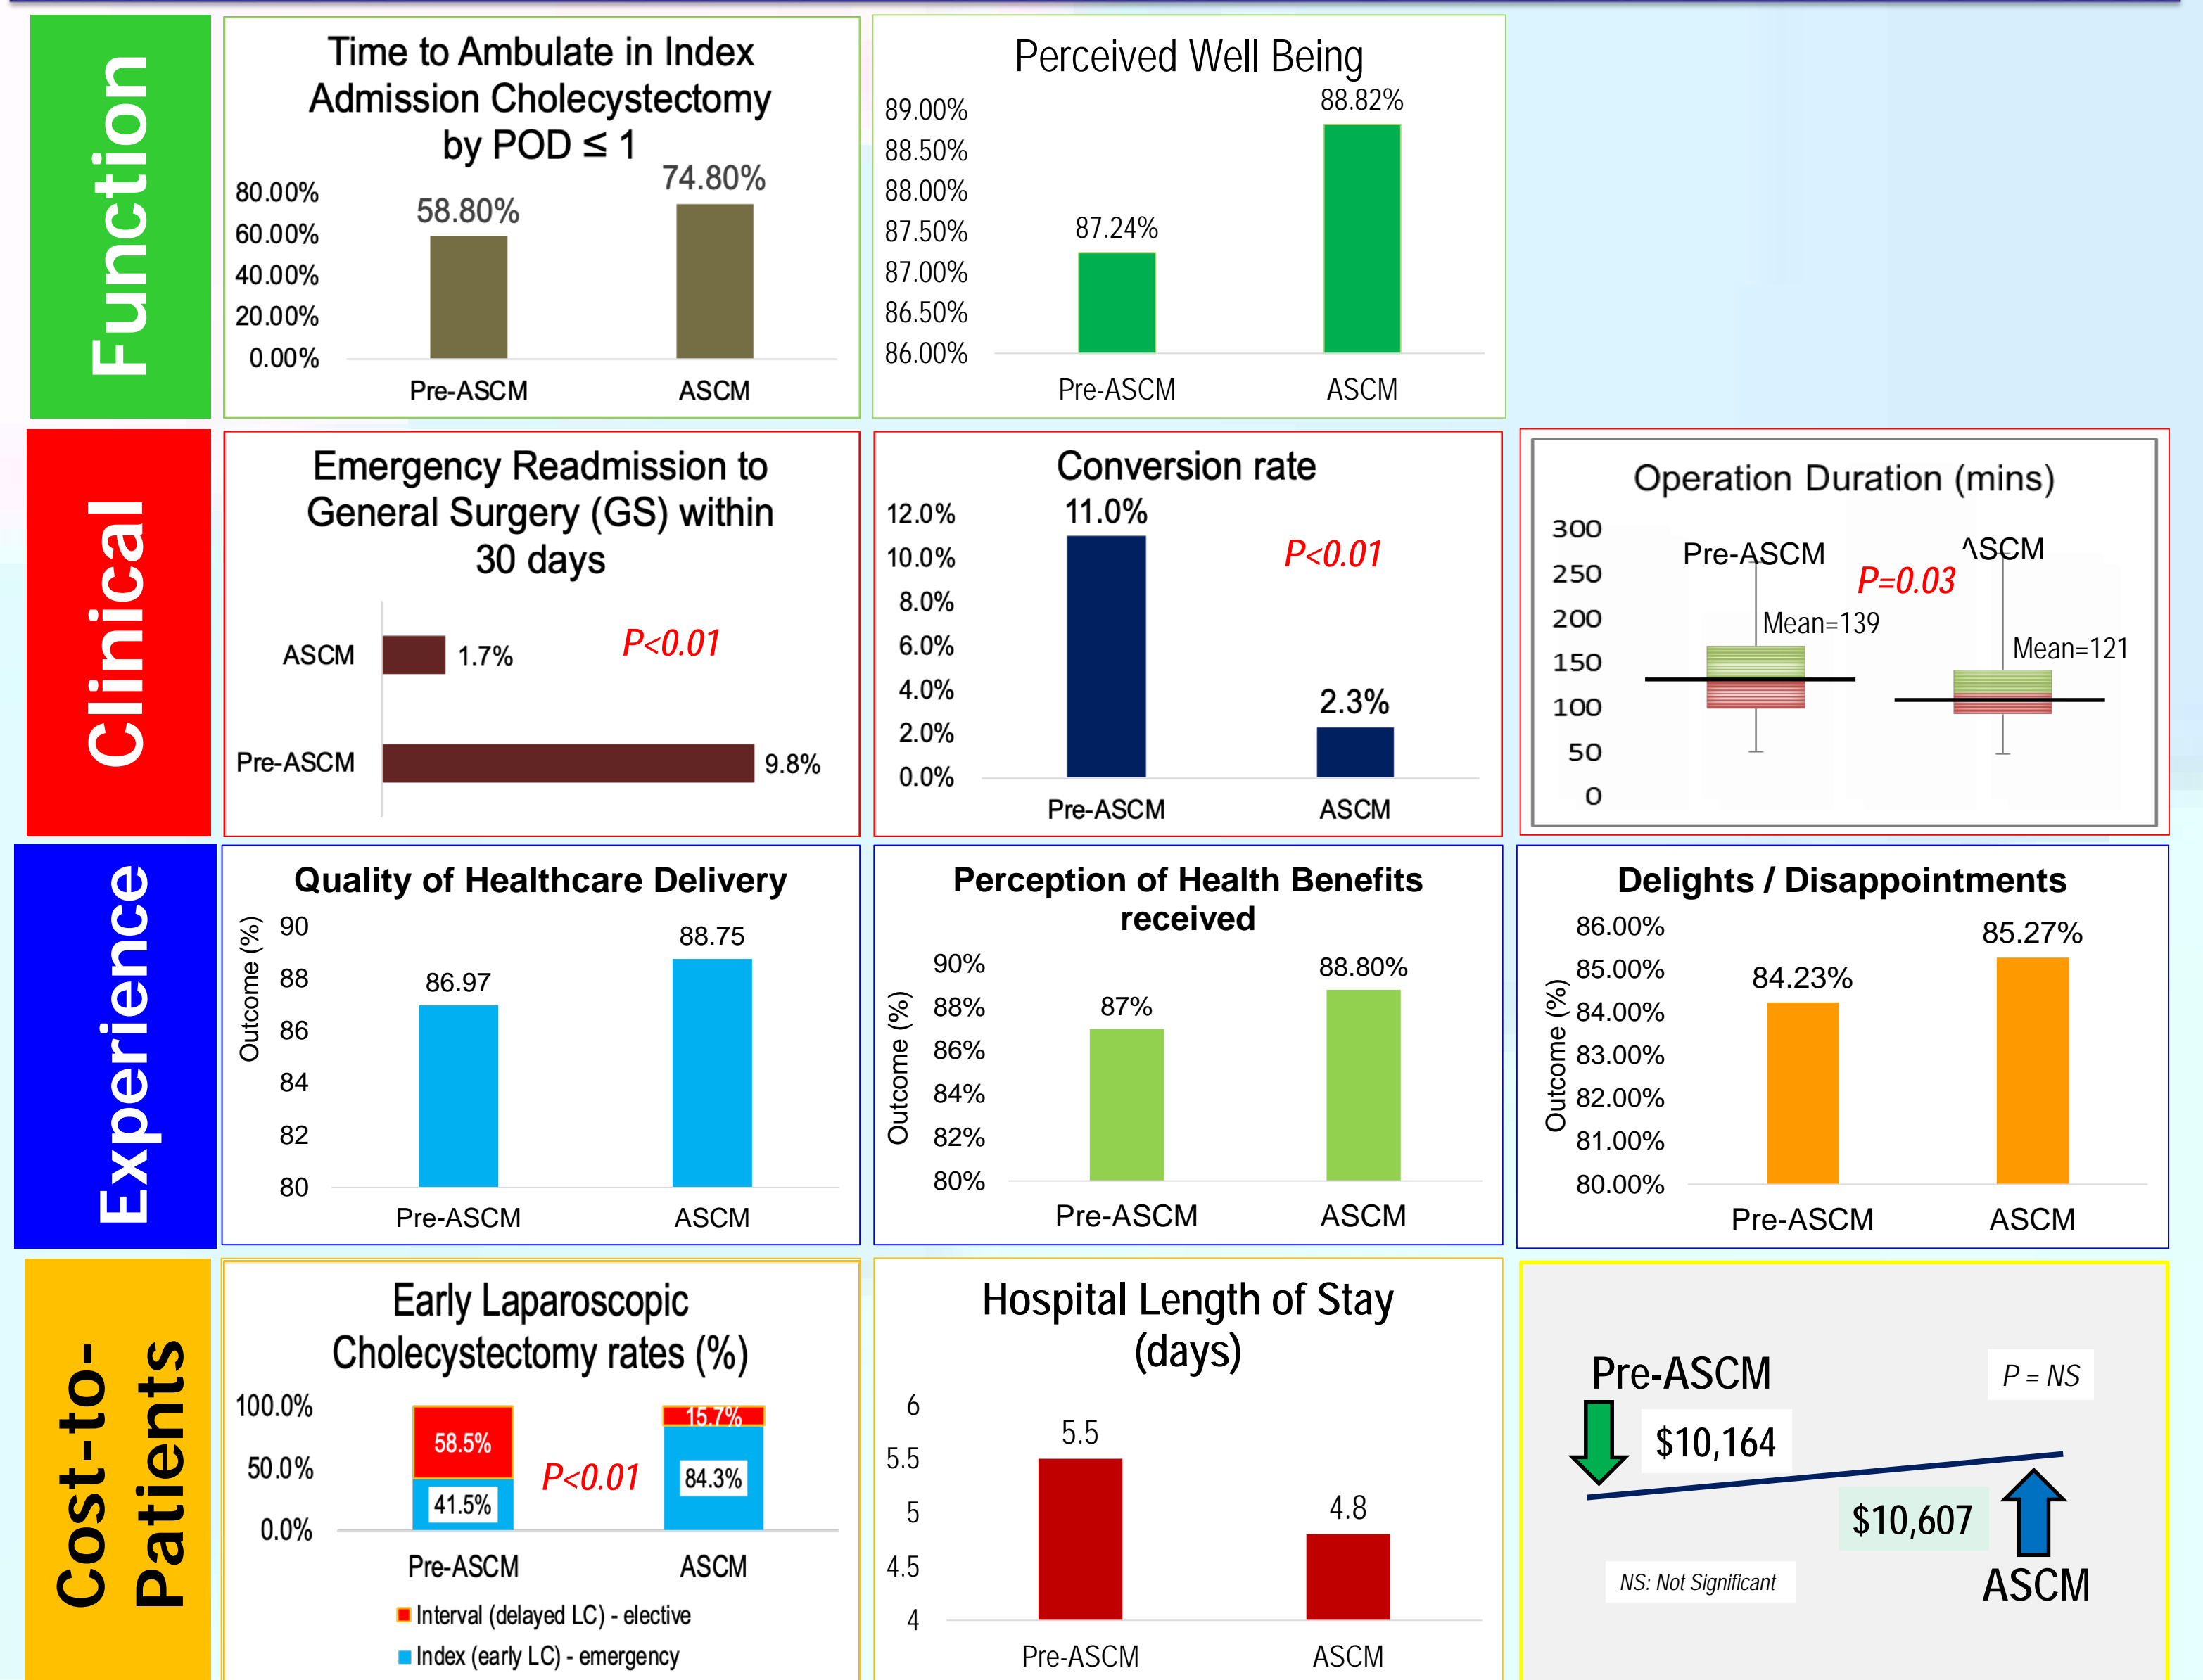 Function
Time to Ambulate in Index
Admission Cholecystectomy
by POD ≤ 1
80.00%
60.00%
40.00%
20.00%
0.00%
58.80%
74.80%
Pre-ASCM
ASCM
Perceived Well Being
89.00%
88.50%
88.00%
87.50%
87.00%
86.50%
86.00%
87.24%
88.82%
Pre-ASCM
ASCM
Clinical
Emergency Readmission to
General Surgery (GS) within
30 days
ASCM
1.7%
P<0.01
Pre-ASCM
9.8%
Conversion rate
12.0%
10.0%
8.0%
6.0%
4.0%
2.0%
0.0%
11.0%
P<0.01
2.3%
Pre-ASCM
ASCM
Operation Duration (mins)
300
250
200
150
100
50
0
Pre-ASCM
ASCM
P=0.03
Mean=139
Mean=121
Experience
Quality of Healthcare Delivery
Outcome (%)
90
88
86
84
82
80
86.97
88.75
Pre-ASCM
ASCM
Perception of Health Benefits
received
Outcome (%)
90%
88%
86%
84%
82%
80%
87%
88.80%
Pre-ASCM
ASCM
Delights / Disappointments
Outcome (%)
86.00%
85.00%
84.00%
83.00%
82.00%
81.00%
80.00%
84.23%
85.27%
Pre-ASCM
ASCM
Cost-to-
Patients
Early Laparoscopic
Cholecystectomy rates (%)
100.0%
50.0%
0.0%
58.5%
41.5%
P<0.01
15.7%
84.3%
Pre-ASCM
ASCM
Interval (delayed LC) - elective
Index (early LC) - emergency
Hospital Length of Stay
(days)
6
5.5
5
4.5
4
5.5
4.8
Pre-ASCM
ASCM
Pre-ASCM
P = NS
$10,164
$10,607
NS: Not Significant
ASCM